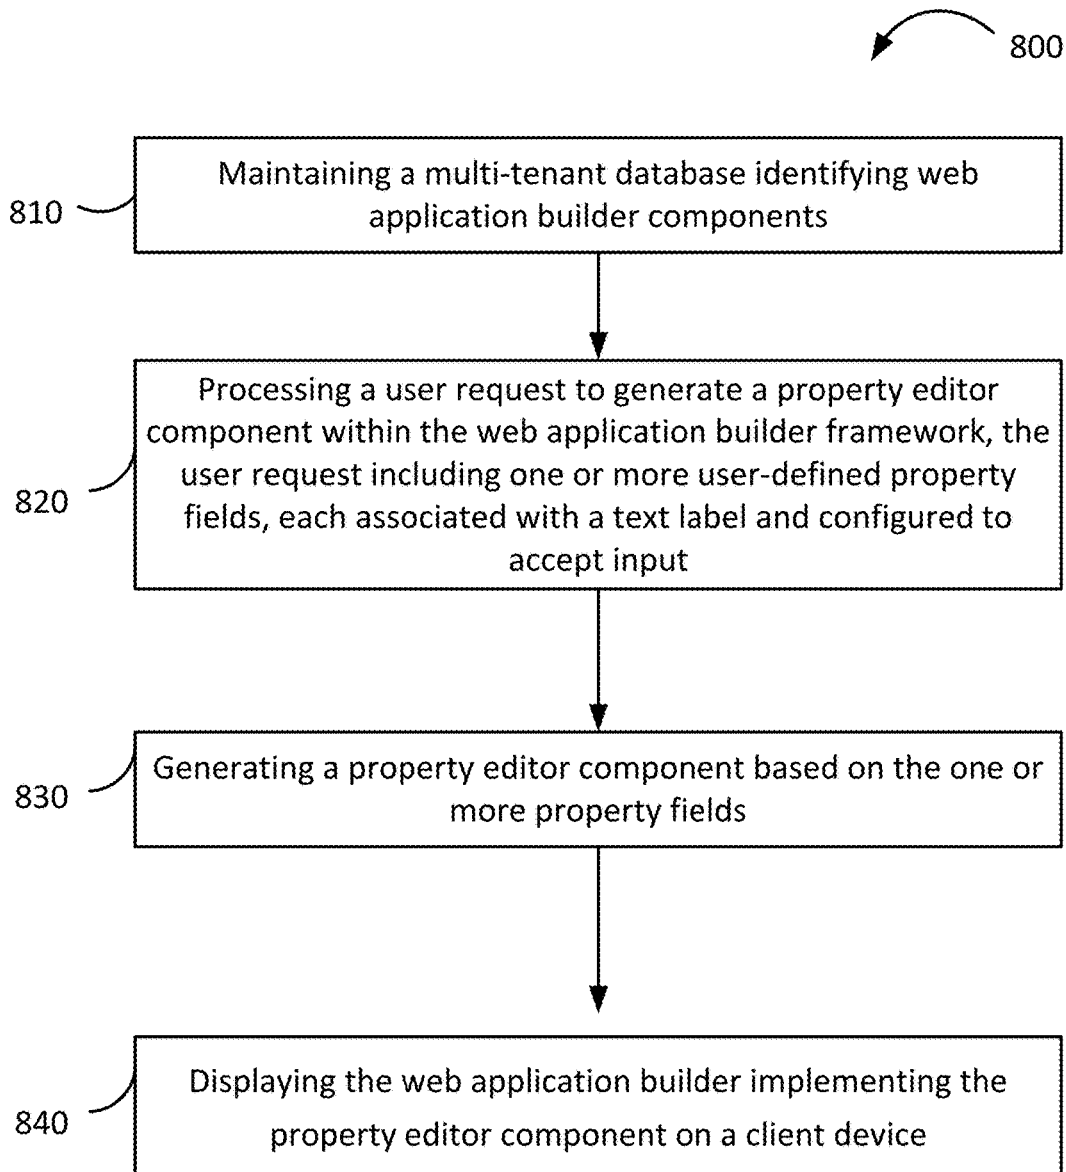 800
Maintaining a multi-tenant database identifying web
application builder components
810
Processing a user request to generate a property editor
component within the web application builder framework, the
user request including one or more user-defined property
fields, each associated with a text label and configured to
accept input
820
Generating a property editor component based on the one or
more property fields
830
Displaying the web application builder implementing the
property editor component on a client device
840